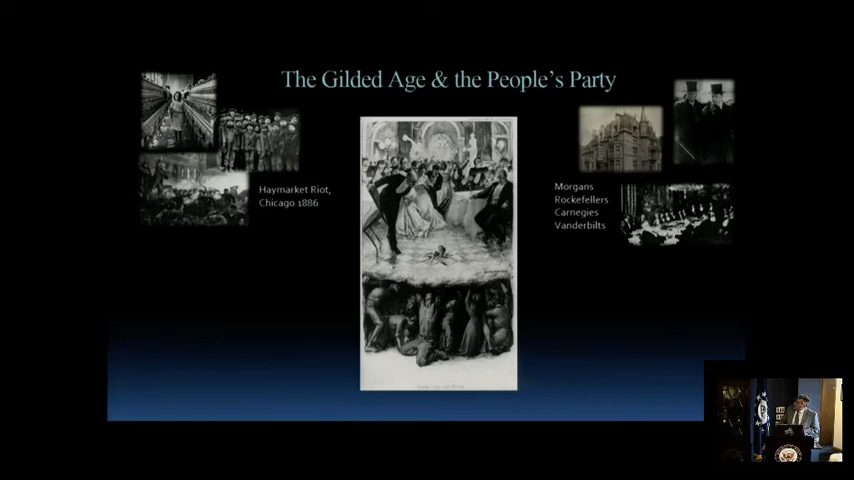 The Gilded Age & the People's Party
Haymarket Riot,
Chicago 1886
Morgans
Rockefellers
Carnegies
Vanderbilts